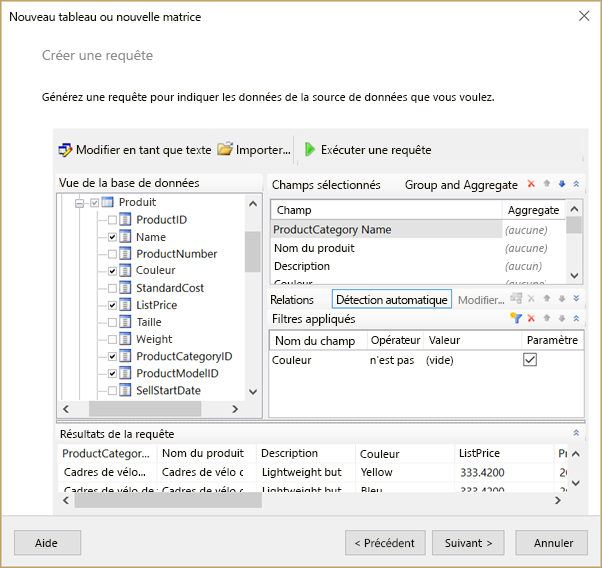 Nouveau tableau ou nouvelle matrice
Créer une requête
Générez une requête pour indiquer les données de la source de données que vous voulez.
Modifier en tant que texte Importer... Exécuter une requête
Vue de la base de données
Produit
ProductID
Name
ProductNumber
Couleur
StandardCost
ListPrice
Taille
Weight
ProductCategoryID
ProductModelID
SellStartDate
Champs sélectionnés Group and Aggregate
Champ Aggregate
ProductCategory Name (aucune)
Nom du produit (aucune)
Description (aucun)
Couleur (aucune)
Relations Détection automatique Modifier...
Filtres appliqués
Nom du champ Opérateur Valeur Paramètre
Couleur n'est pas (vide)
Résultats de la requête
ProductCategor... Nom du produit Description Couleur ListPrice
Cadres de vélo... Cadres de vélo Lightweight but Yellow 333.4200
Cadres de vélo de Cadres de vélo Lightweight but Bleu 333.4200
Aide < Précédent Suivant > Annuler